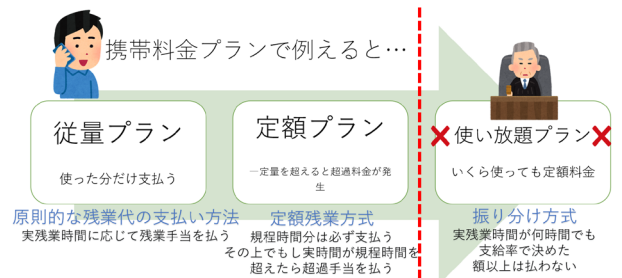 携帯料金プランで例えると…
従量プラン
使った分だけ支払う
定額プラン
一定量を超えると超過料金が発
生
使い放題プラン
いくら使っても定額料金
原則的な残業代の支払い方法
実残業時間に応じて残業手当を払う
定額残業方式
規程時間分は必ず支払う
その上でもし実時間が規程時間を
超えたら超過手当を払う
振り分け方式
実残業時間が何時間でも
支給率で決めた
額以上は払わない